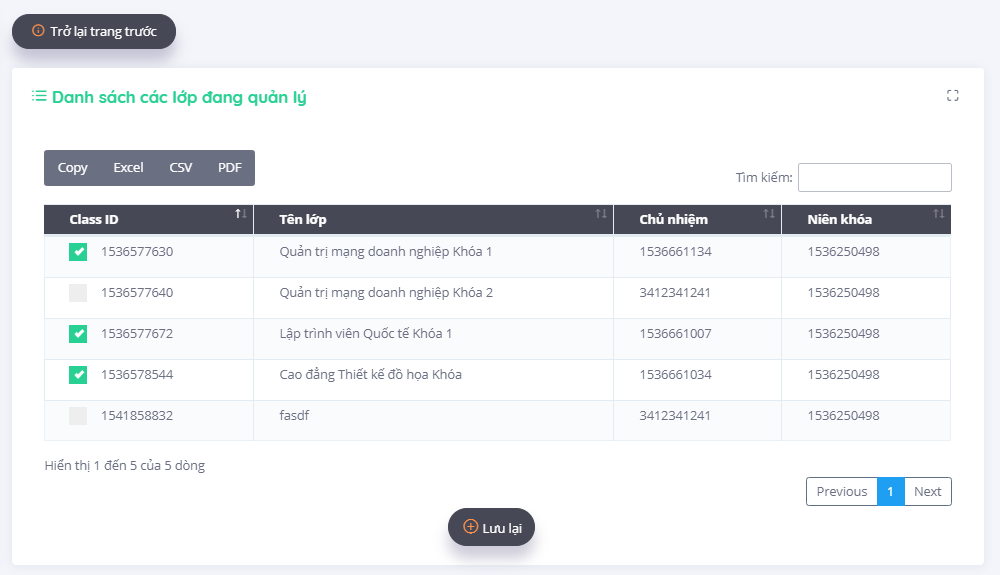 Trở lại trang trước
Danh sách các lớp đang quản lý
Copy Excel CSV PDF
Tìm kiếm:
Class ID Tên lớp Chủ nhiệm Niên khóa
1536577630 Quản trị mạng doanh nghiệp Khóa 1 1536661134 1536250498
1536577640 Quản trị mạng doanh nghiệp Khóa 2 3412341241 1536250498
1536577672 Lập trình viên Quốc tế Khóa 1 1536661007 1536250498
1536578544 Cao đẳng Thiết kế đồ họa Khóa 1536661034 1536250498
1541858832 fasdf 3412341241 1536250498
Hiển thị 1 đến 5 của 5 dòng
Previous 1 Next
Lưu lại